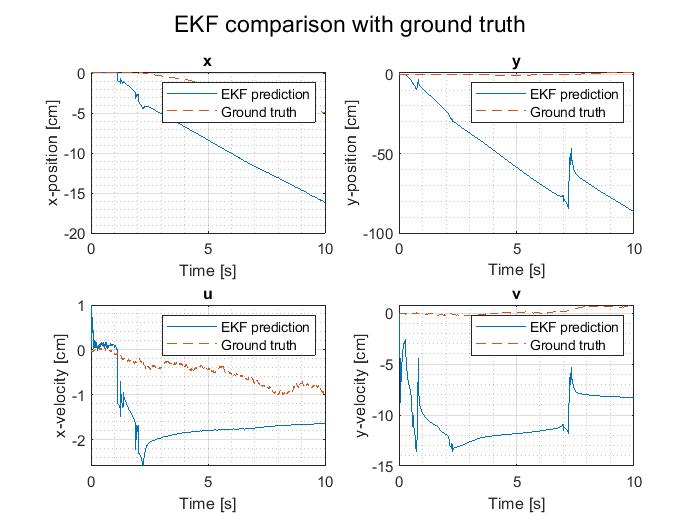 EKF comparison with ground truth
x
x-position [cm]
0
-5
-10
-15
-20
EKF prediction
Ground truth
0
5
10
Time [s]
y
y-position [cm]
0
-50
-100
EKF prediction
Ground truth
0
5
10
Time [s]
u
x-velocity [cm]
1
0
-1
-2
EKF prediction
Ground truth
0
5
10
Time [s]
v
y-velocity [cm]
0
-5
-10
-15
EKF prediction
Ground truth
0
5
10
Time [s]